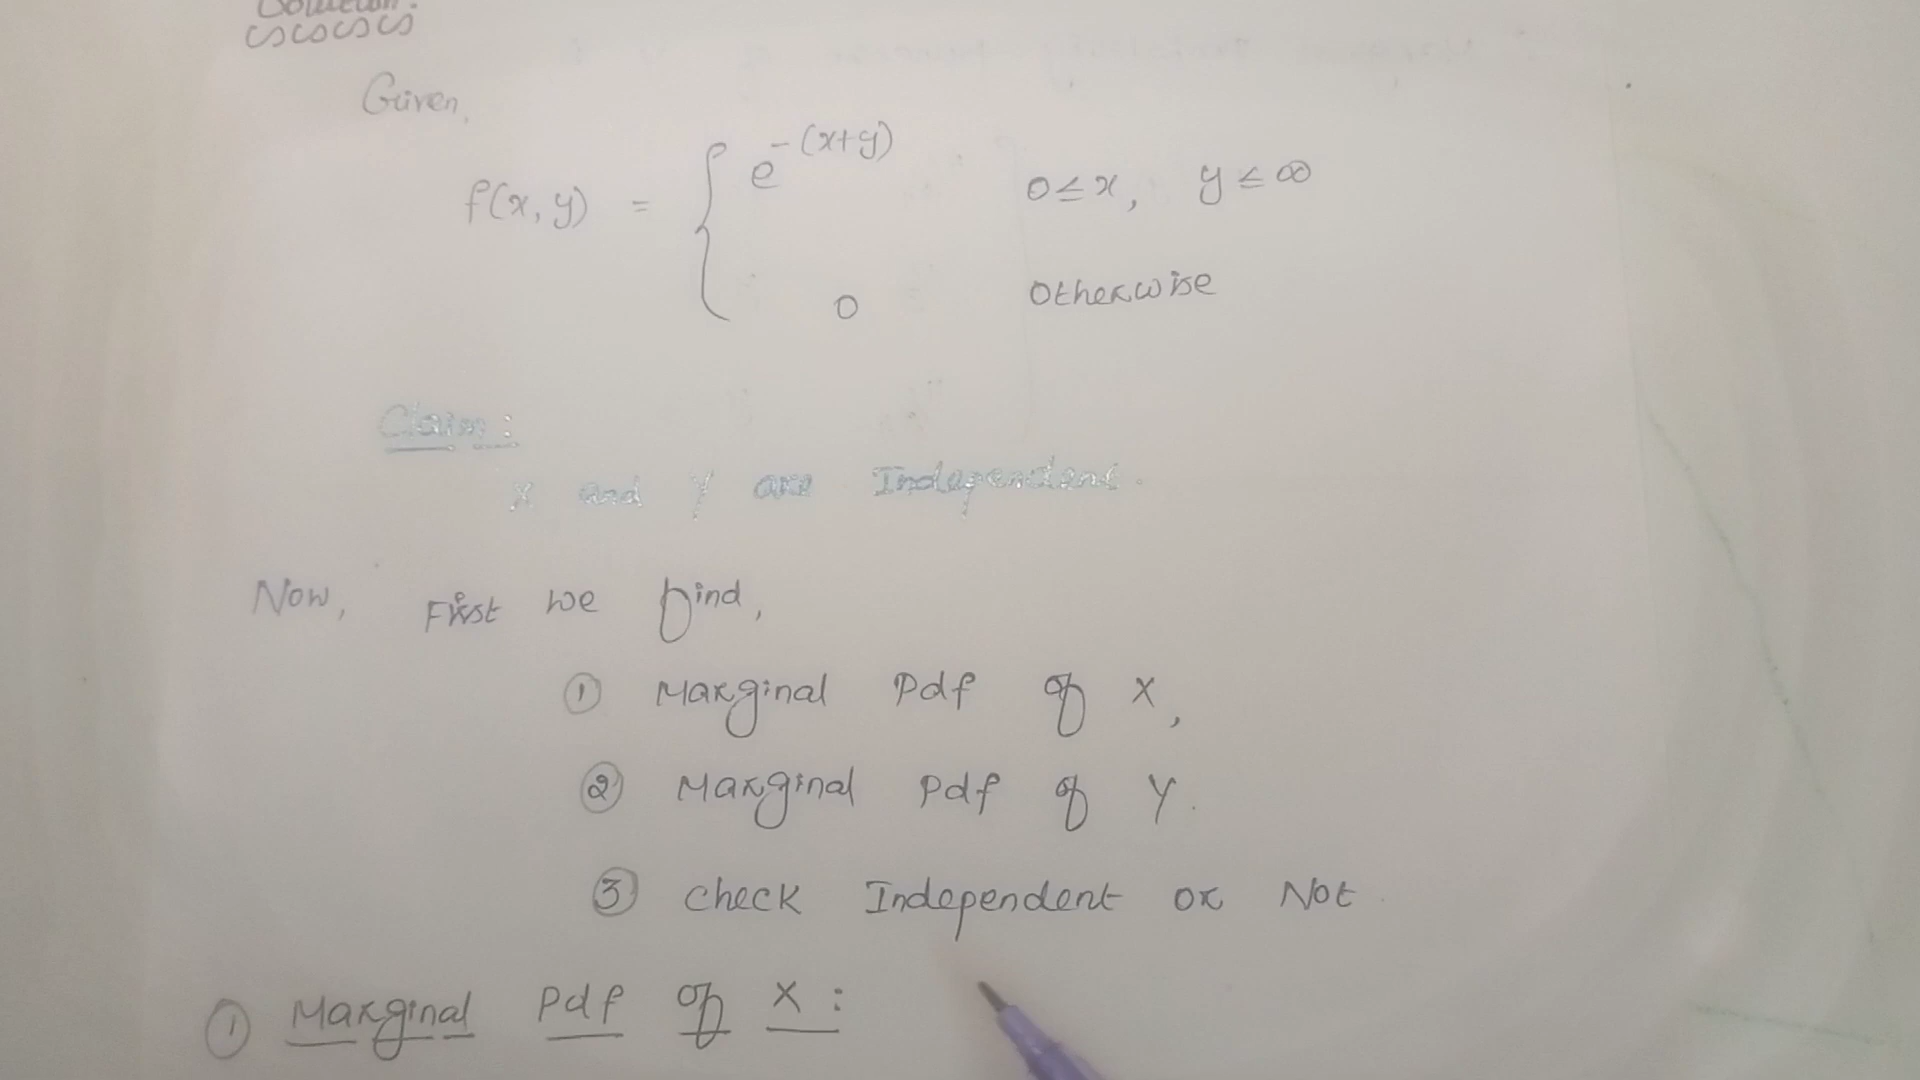 Solution:
Given,
f(x, y) = { e^-(x+y) 0≤x, y≤∞
0 otherwise
Claim:
X and Y are Independent.
Now, First we find,
① Marginal Pdf of X,
② Marginal Pdf of Y.
③ check Independent or Not.
① Marginal Pdf of X: